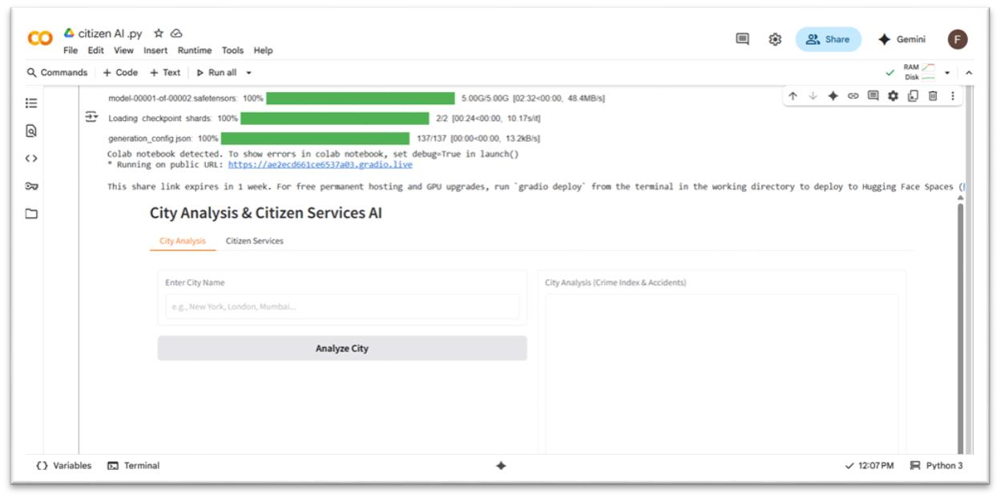 citizen AI .py
File Edit View Insert Runtime Tools Help
Share
Gemini
F
Commands + Code + Text Run all
RAM
Disk
model-00001-of-00002.safetensors: 100% 5.00G/5.00G [02:32<00:00, 48.4MB/s]
Loading checkpoint shards: 100% 2/2 [00:24<00:00, 10.17s/it]
generation_config.json: 100% 137/137 [00:00<00:00, 13.2kB/s]
Colab notebook detected. To show errors in colab notebook, set debug=True in launch()
* Running on public URL: https://ae2ecd661ce6537a03.gradio.live
This share link expires in 1 week. For free permanent hosting and GPU upgrades, run `gradio deploy` from the terminal in the working directory to deploy to Hugging Face Spaces (
City Analysis & Citizen Services AI
City Analysis Citizen Services
Enter City Name
e.g., New York, London, Mumbai...
Analyze City
City Analysis (Crime Index & Accidents)
Variables Terminal
12:07 PM Python 3